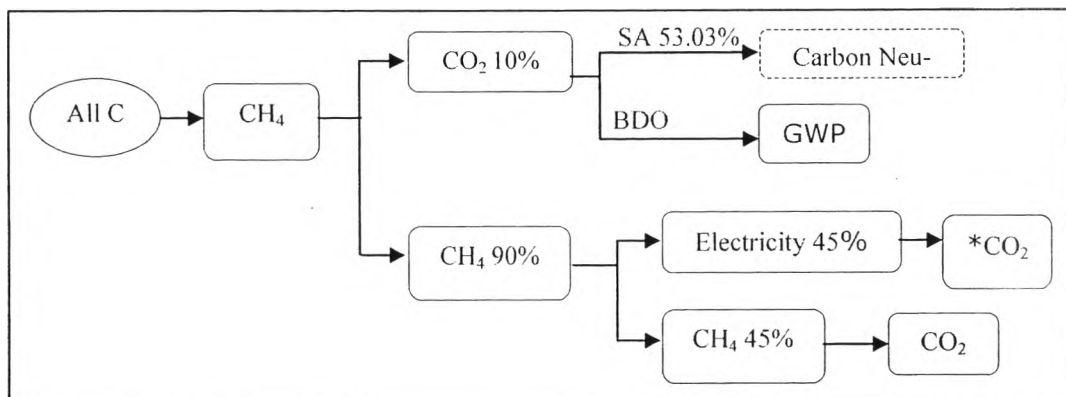 All C
CH₄
CO₂ 10%
SA 53.03%
Carbon Neu-
BDO
GWP
CH₄ 90%
Electricity 45%
*CO₂
CH₄ 45%
CO₂